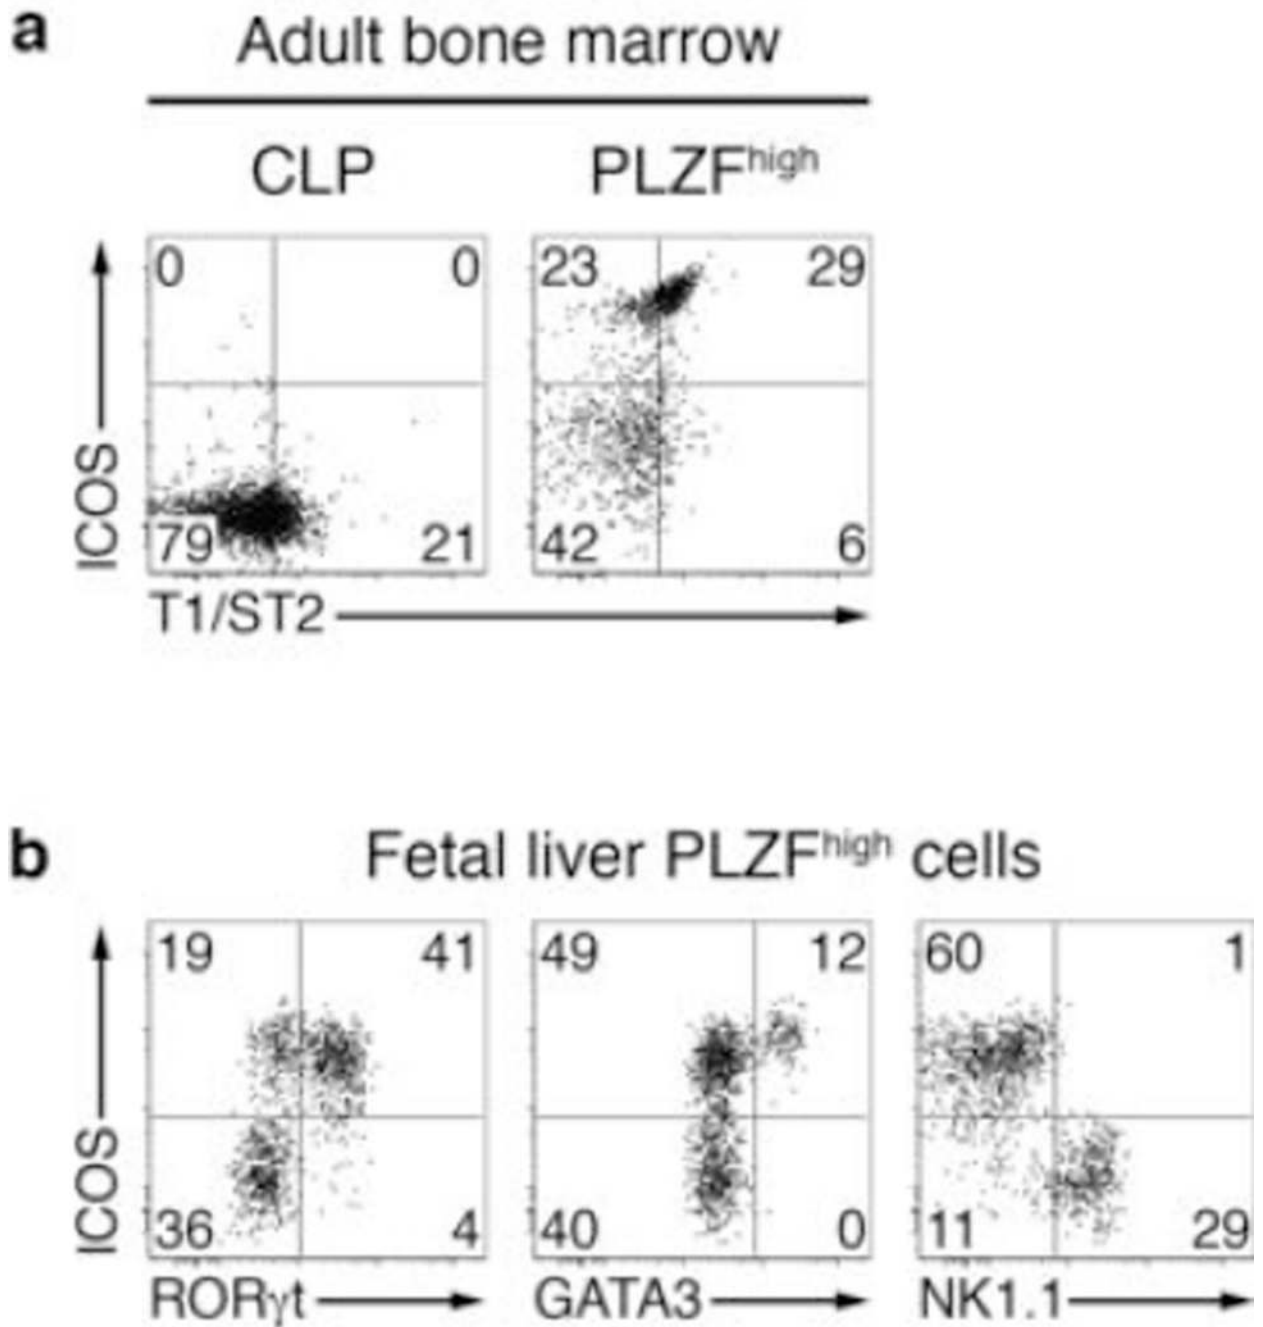 a
Adult bone marrow
CLP PLZFhigh
ICOS
0 0
79 21
23 29
42 6
T1/ST2
b
Fetal liver PLZFhigh cells
ICOS
19 41
36 4
49 12
40 0
60 1
11 29
RORγt GATA3 NK1.1